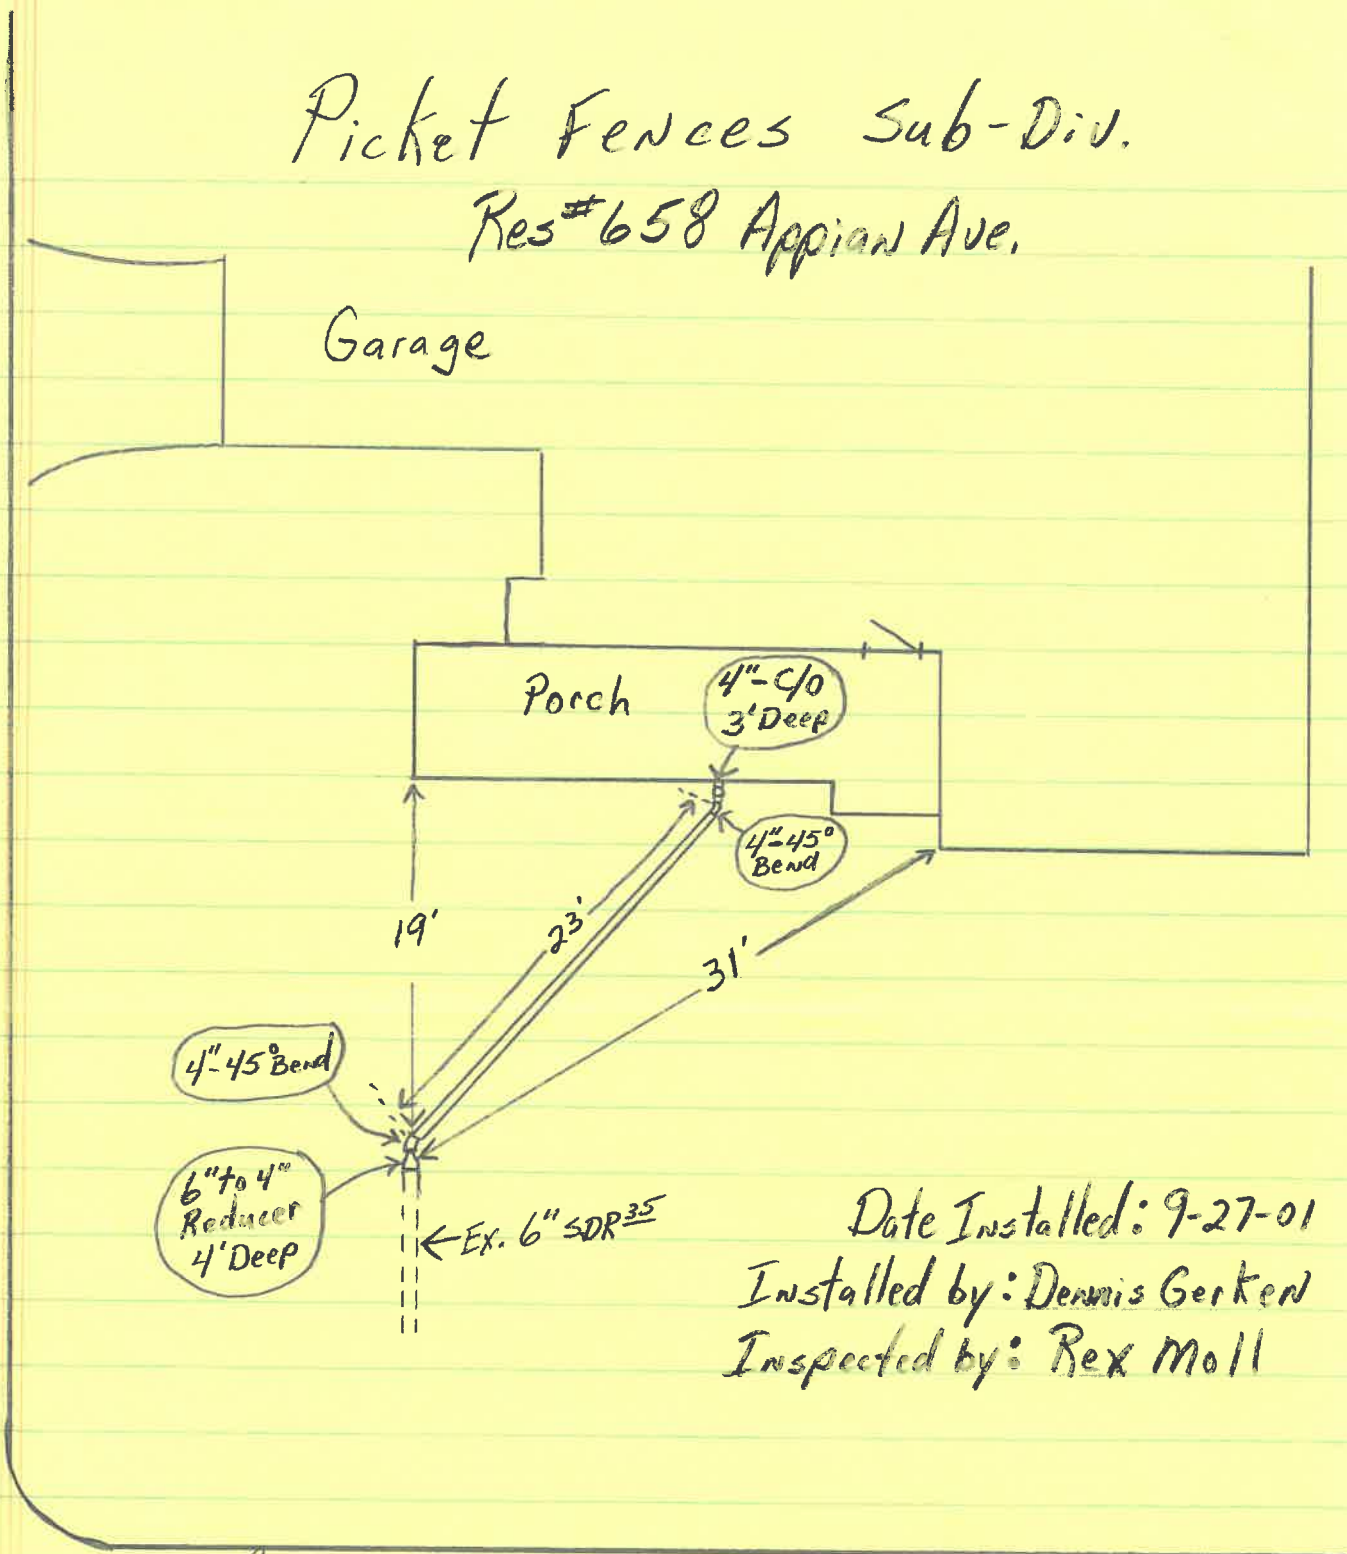 Picket Fences Sub-Div.
Res#658 Appian Ave.
Garage
Porch
4"-C/O
3' Deep
4"-45°
Bend
19'
23'
31'
4"-45° Bend
6" to 4"
Reducer
4' Deep
Ex. 6" SDR 35
Date Installed: 9-27-01
Installed by: Dennis Gerken
Inspected by: Rex Moll